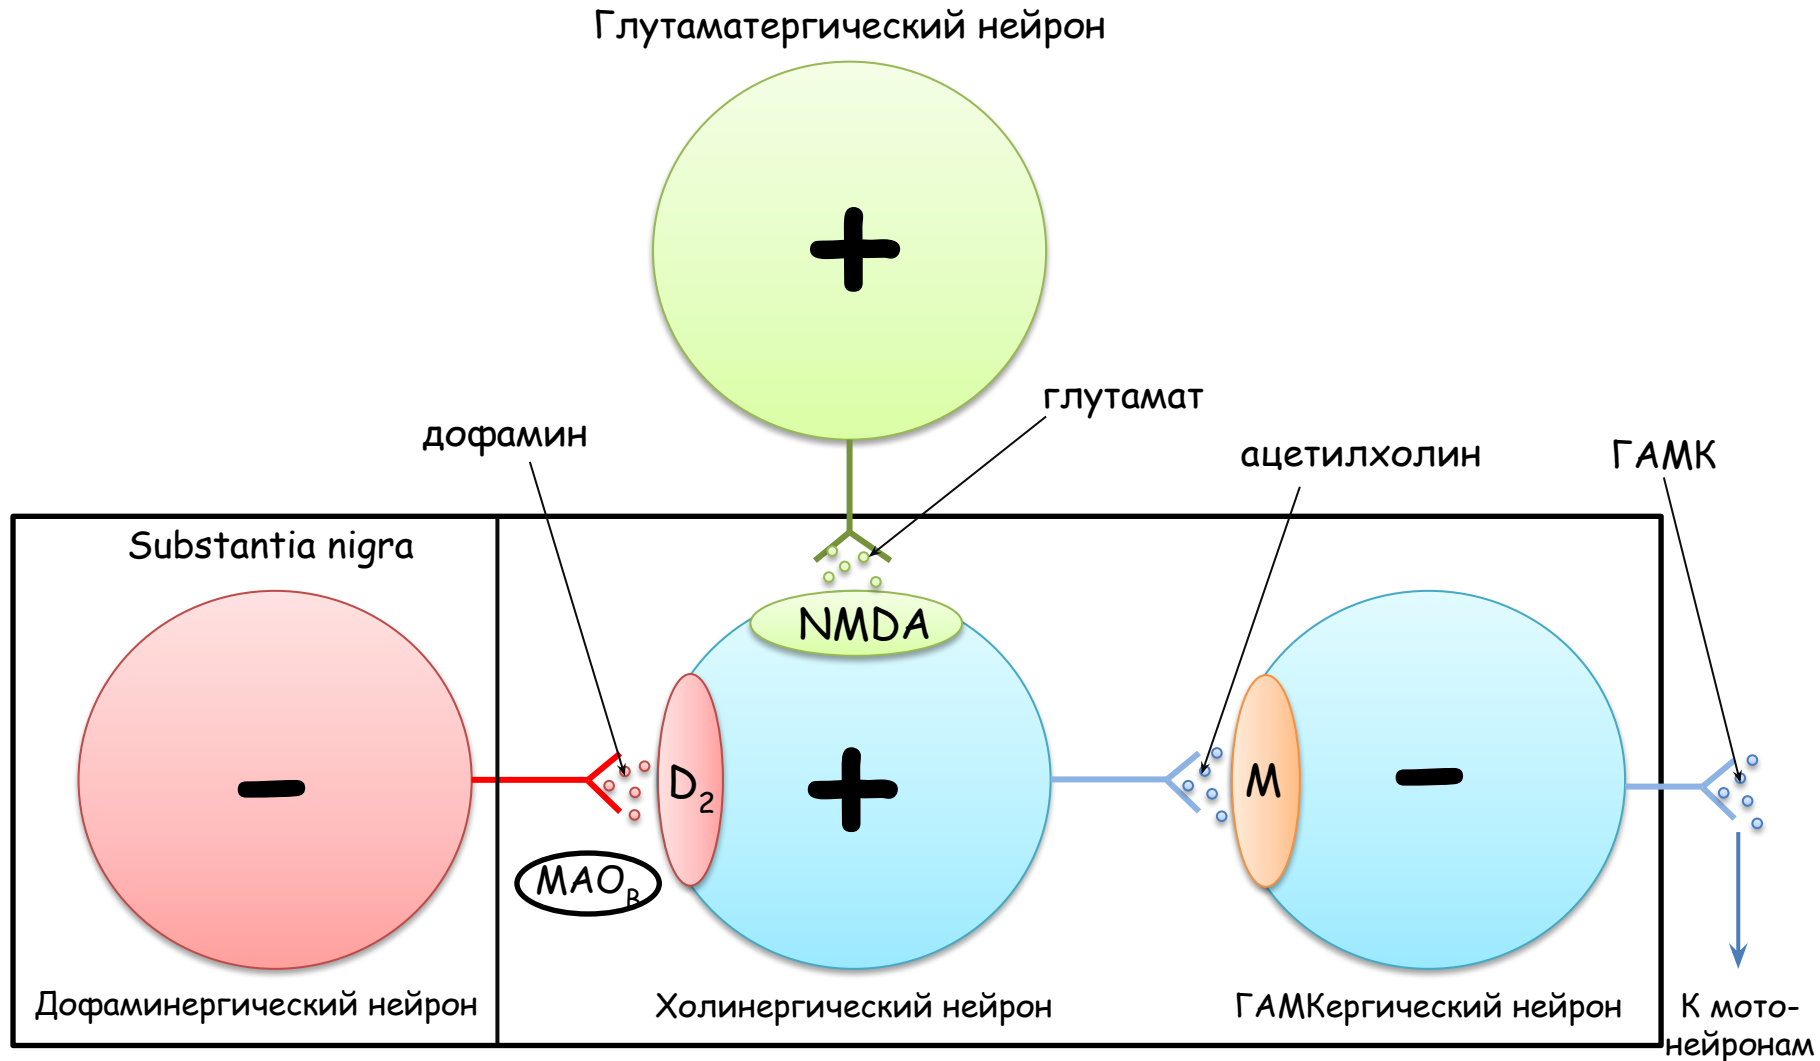 Глутаматергический нейрон
+
глутамат
дофамин
ацетилхолин
ГАМК
Substantia nigra
NMDA
D2
M
-
+
-
MAOB
Дофаминергический нейрон
Холинергический нейрон
ГАМКергический нейрон
К мото-
нейронам